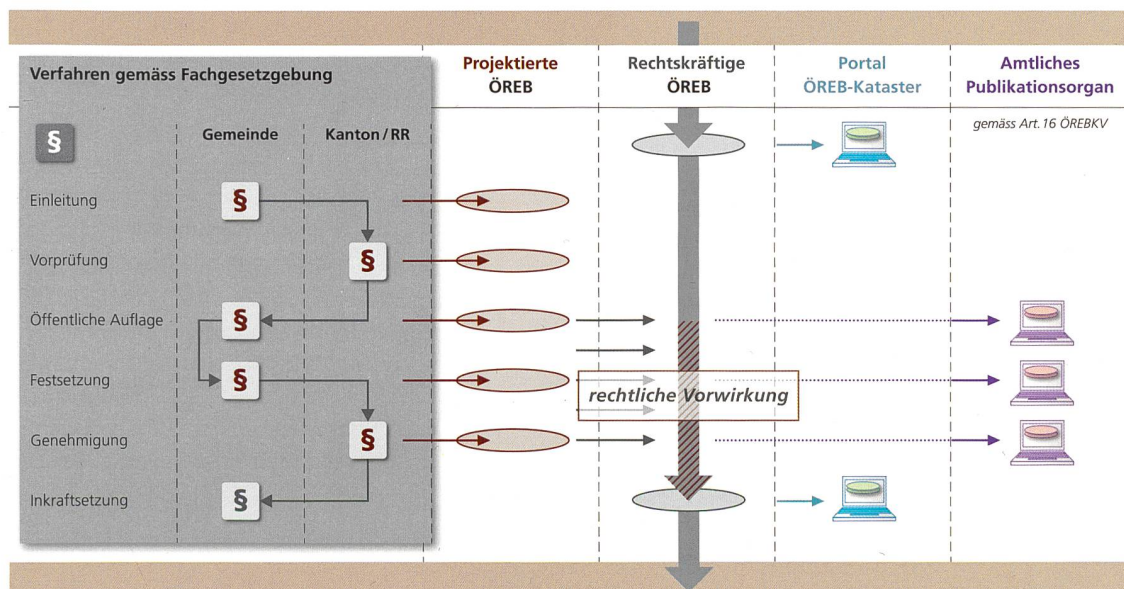 Verfahren gemäss Fachgesetzgebung
Projektierte
ÖREB
Rechtskräftige
ÖREB
Portal
ÖREB-Kataster
Amtliches
Publikationsorgan
gemäss Art. 16 ÖREBKV
§
Gemeinde
Kanton / RR
Einleitung
§
Vorprüfung
§
Öffentliche Auflage
§
Festsetzung
§
rechtliche Vorwirkung
Genehmigung
§
Inkraftsetzung
§